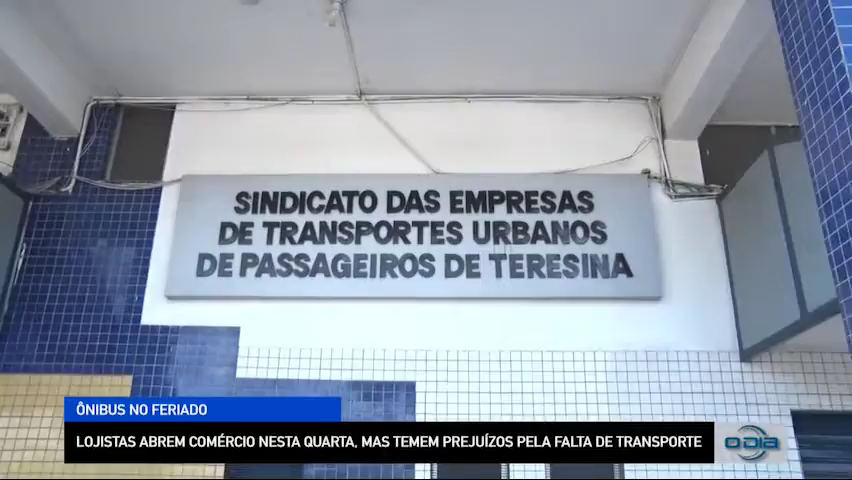 SINDICATO DAS EMPRESAS
DE TRANSPORTES URBANOS
DE PASSAGEIROS DE TERESINA
ÔNIBUS NO FERIADO
LOJISTAS ABREM COMÉRCIO NESTA QUARTA, MAS TEMEM PREJUÍZOS PELA FALTA DE TRANSPORTE
O DIA